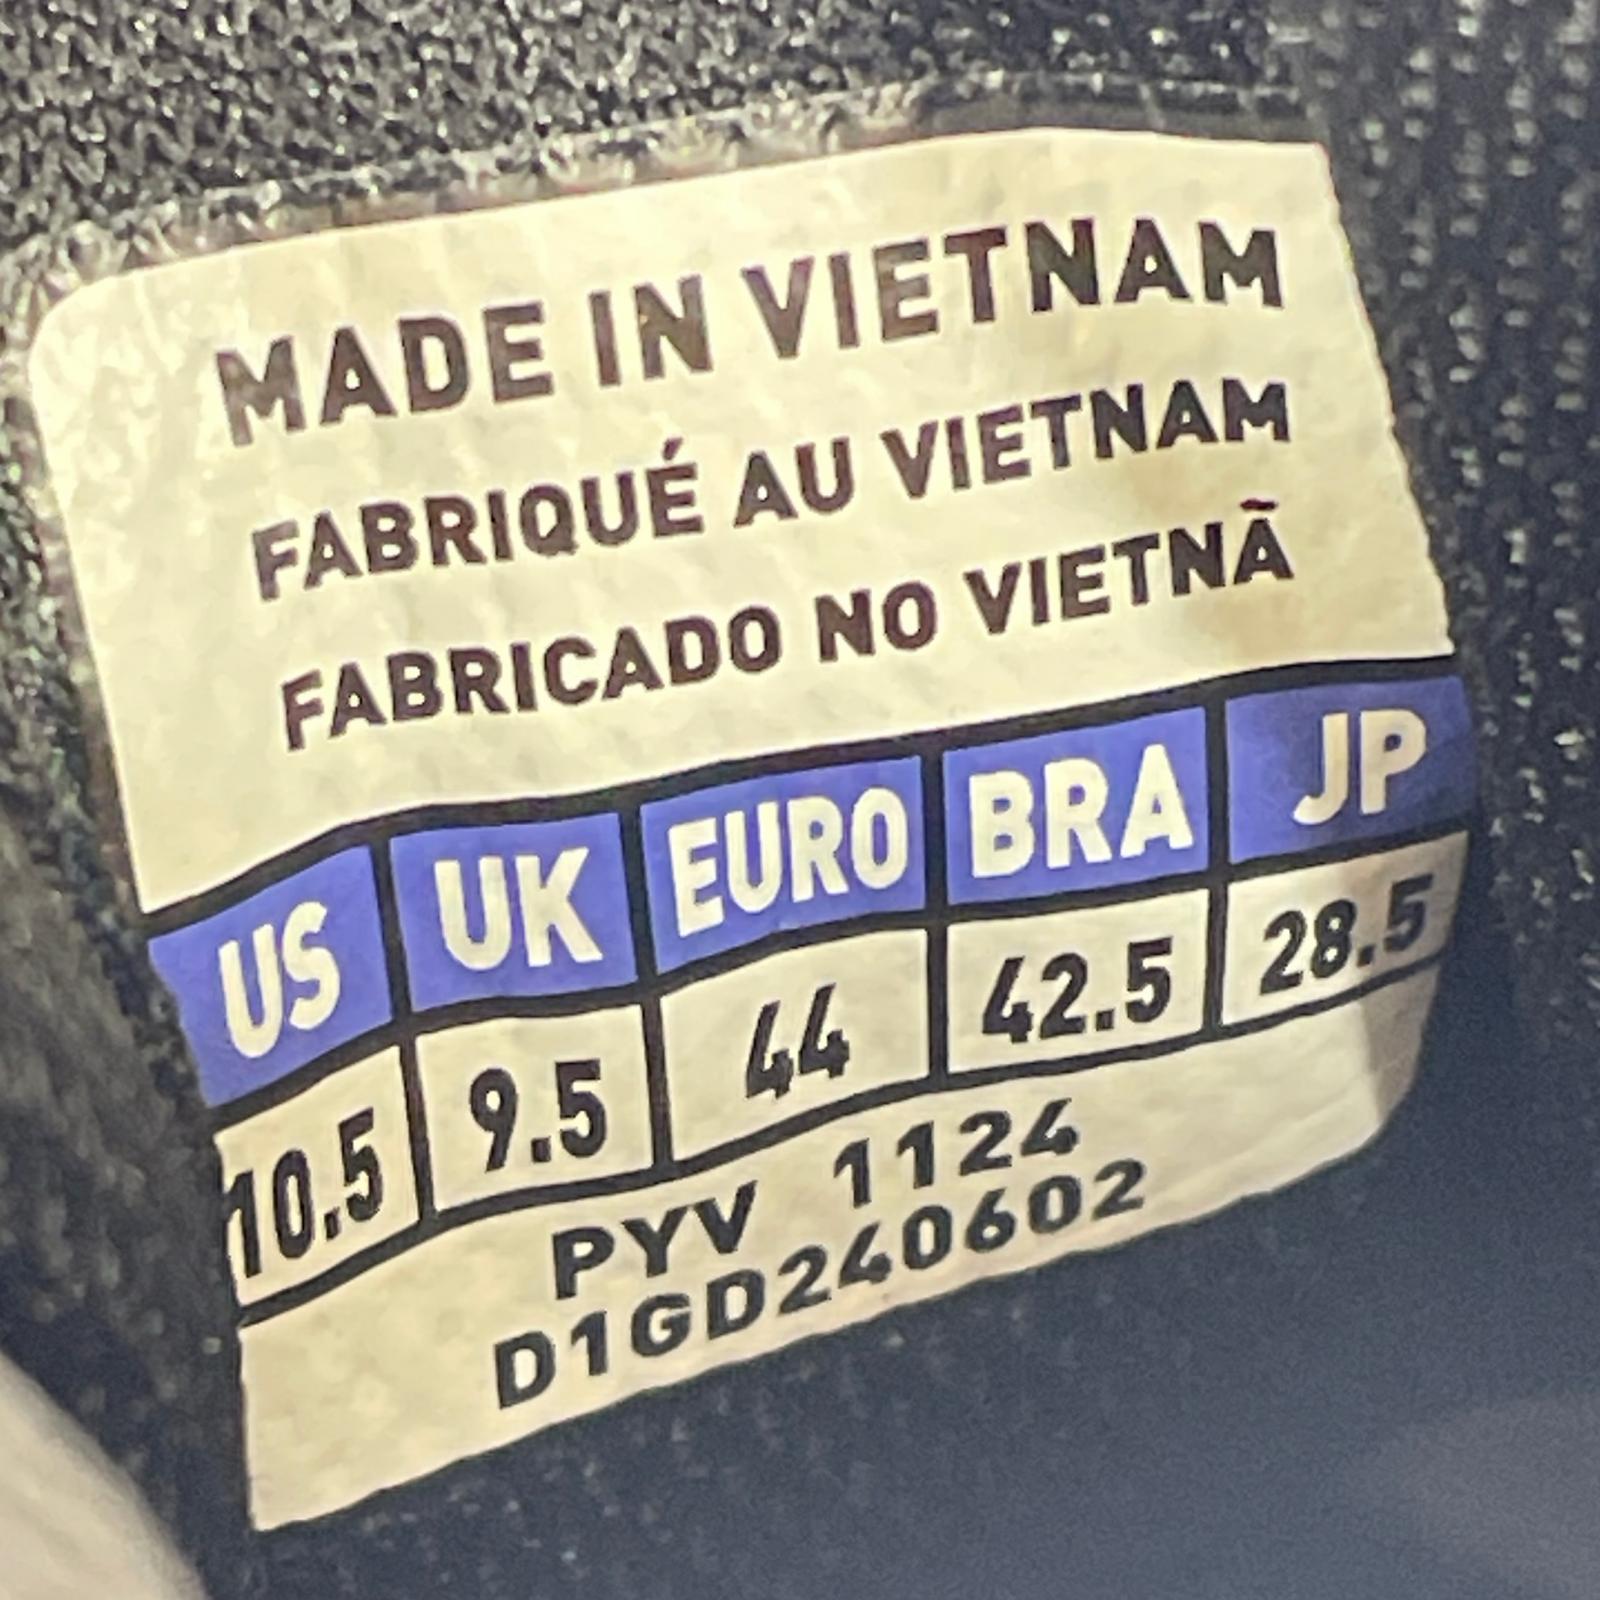 MADE IN VIETNAM
FABRIQUÉ AU VIETNAM
FABRICADO NO VIETNÃ
US UK EURO BRA JP
10.5 9.5 44 42.5 28.5
PYV 1124
D1GD240602